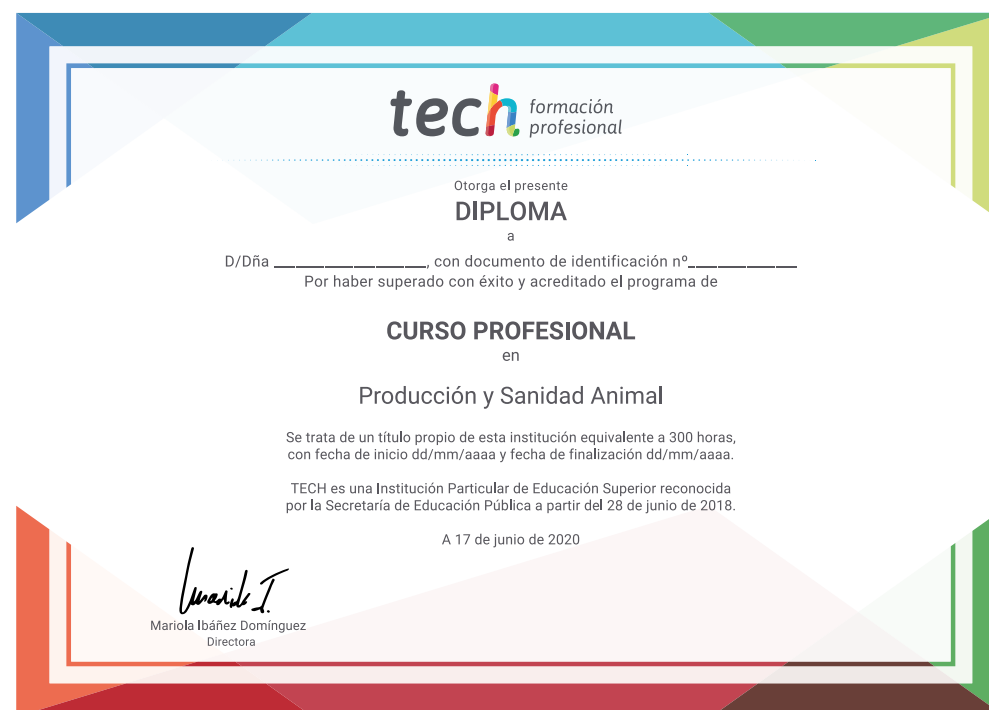 tech formación
profesional
Otorga el presente
DIPLOMA
a
D/Dña ______________, con documento de identificación nº__________
Por haber superado con éxito y acreditado el programa de
CURSO PROFESIONAL
en
Producción y Sanidad Animal
Se trata de un título propio de esta institución equivalente a 300 horas,
con fecha de inicio dd/mm/aaaa y fecha de finalización dd/mm/aaaa.
TECH es una Institución Particular de Educación Superior reconocida
por la Secretaría de Educación Pública a partir del 28 de junio de 2018.
A 17 de junio de 2020
Mariola Ibáñez Domínguez
Directora